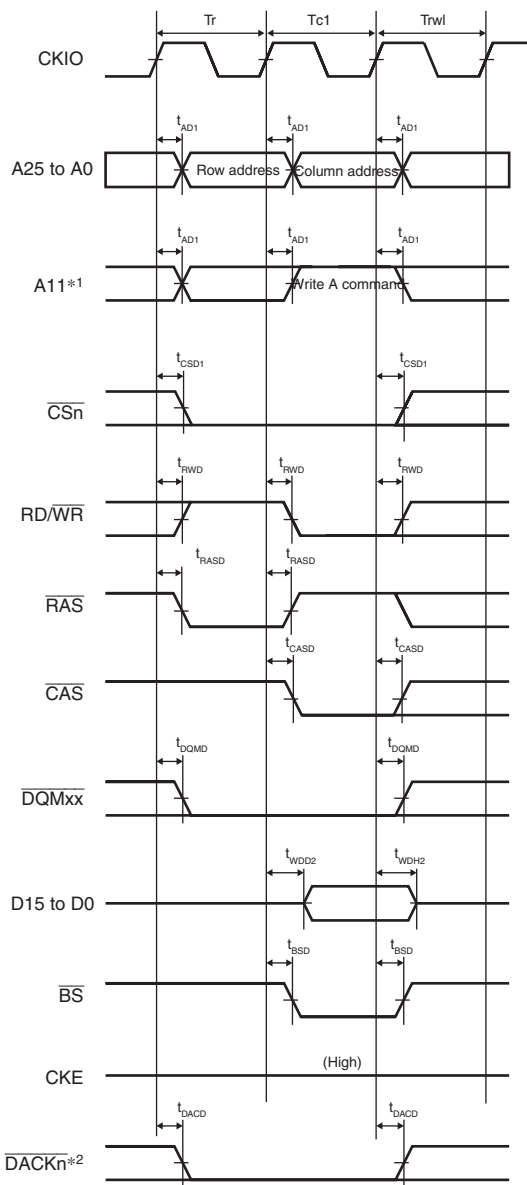 Tr Tc1 Trwl
CKIO
tAD1 tAD1 tAD1
A25 to A0 Row address Column address
tAD1 tAD1 tAD1
A11*1 Write A command
tCSD1 tCSD1
CSn
tRWD tRWD tRWD
RD/WR
tRASD tRASD
RAS
tCASD tCASD
CAS
tDQMD tDQMD
DQMxx
tWDD2 tWDH2
D15 to D0
tBSD tBSD
BS
(High)
CKE
tDACD tDACD
DACKn*2